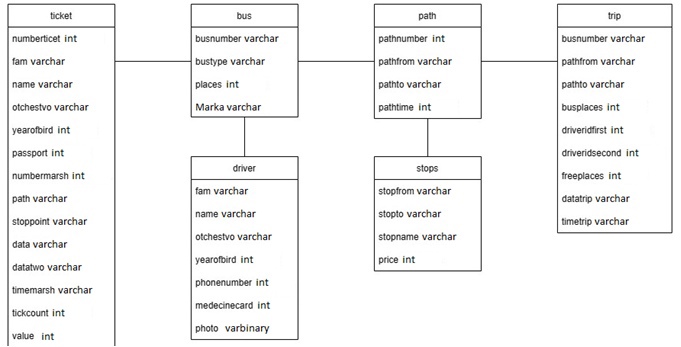 ticket
numberticet int
fam varchar
name varchar
otchestvo varchar
yearofbird int
passport int
numbermarsh int
path varchar
stoppoint varchar
data varchar
datatwo varchar
timemarsh varchar
tickcount int
value int
bus
busnumber varchar
bustype varchar
places int
Marka varchar
driver
fam varchar
name varchar
otchestvo varchar
yearofbird int
phonenumber int
medecinecard int
photo varbinary
path
pathnumber int
pathfrom varchar
pathto varchar
pathtime int
stops
stopfrom varchar
stopto varchar
stopname varchar
price int
trip
busnumber varchar
pathfrom varchar
pathto varchar
busplaces int
driveridfirst int
driveridsecond int
freeplaces int
datatrip varchar
timetrip varchar